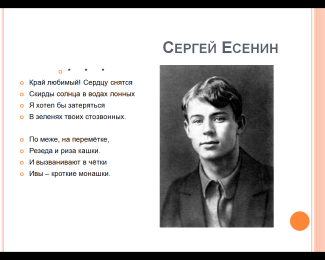 Сергей Есенин
* * *
Край любимый! Сердцу снятся
Скирды солнца в водах лонных
Я хотел бы затеряться
В зеленях твоих стозвонных.
По меже, на перемётке,
Резеда и риза кашки.
И вызванивают в чётки
Ивы – кроткие монашки.